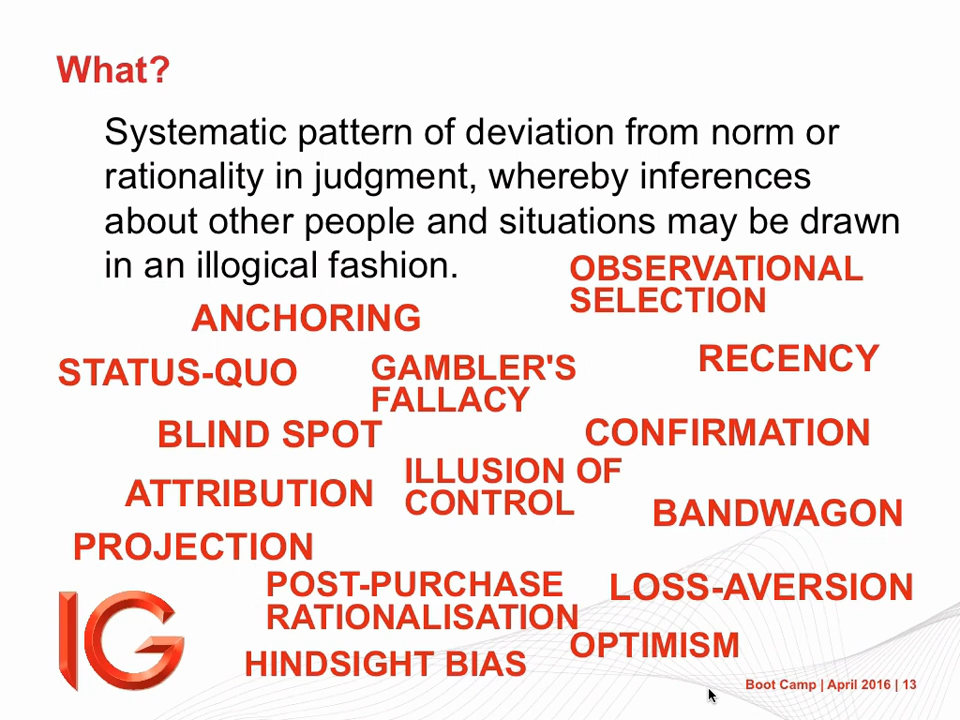 What?
Systematic pattern of deviation from norm or
rationality in judgment, whereby inferences
about other people and situations may be drawn
in an illogical fashion.
OBSERVATIONAL
SELECTION
ANCHORING
RECENCY
STATUS-QUO
GAMBLER'S
FALLACY
BLIND SPOT
CONFIRMATION
ILLUSION OF
CONTROL
ATTRIBUTION
BANDWAGON
PROJECTION
POST-PURCHASE
RATIONALISATION
LOSS-AVERSION
OPTIMISM
HINDSIGHT BIAS
IG
Boot Camp | April 2016 | 13